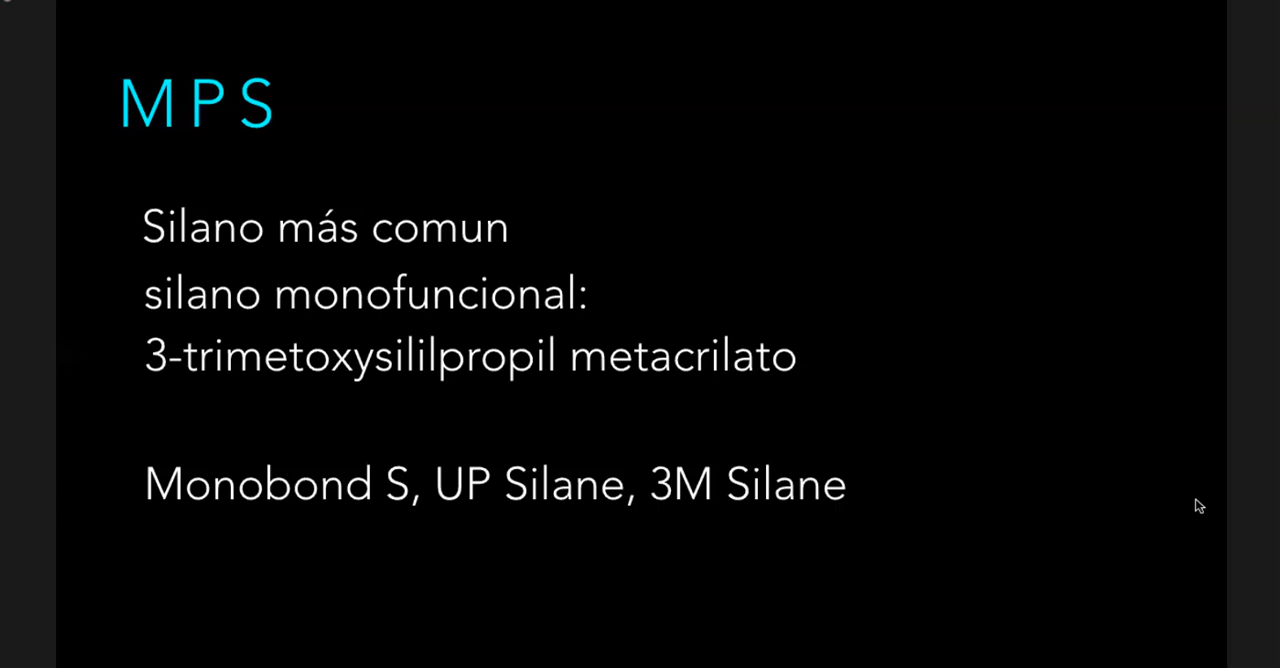 MPS
Silano más comun
silano monofuncional:
3-trimetoxysililpropil metacrilato
Monobond S, UP Silane, 3M Silane